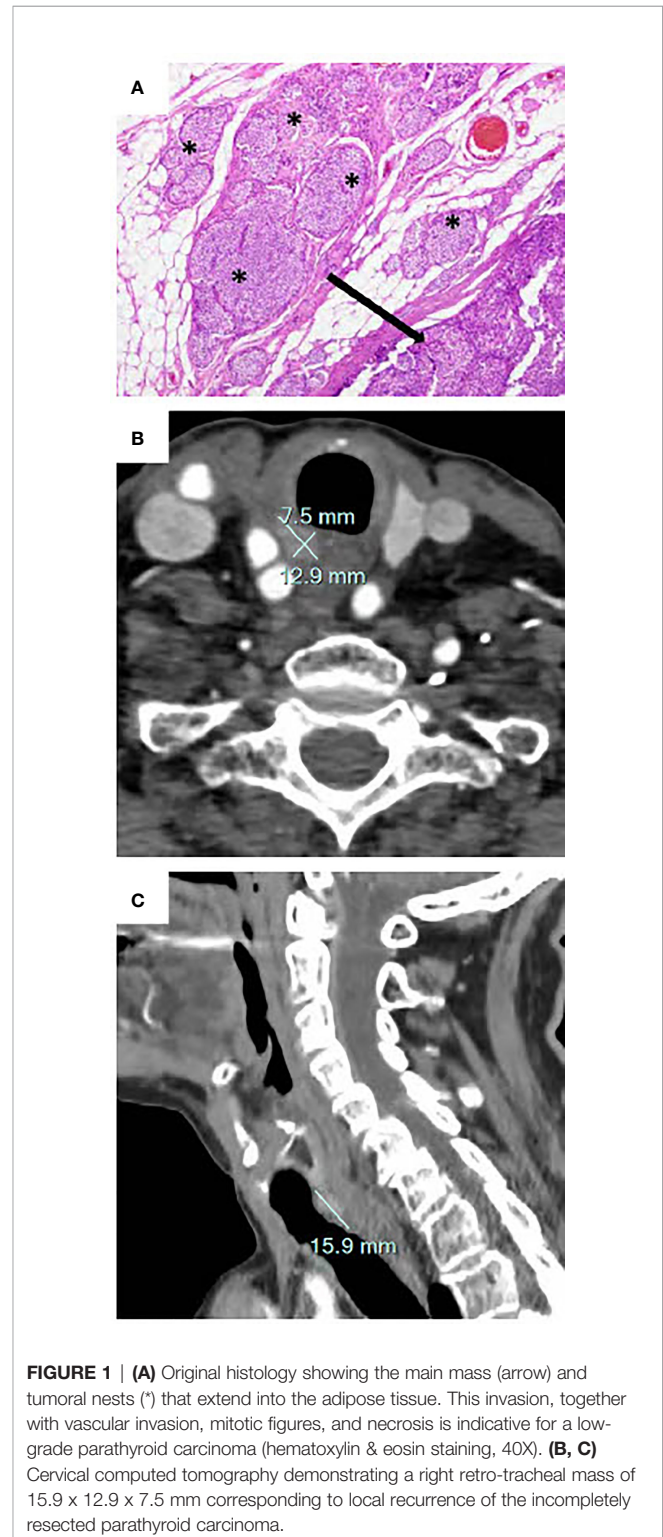 A
*
*
*
*
*
B
7.5 mm
12.9 mm
C
15.9 mm
FIGURE 1 | (A) Original histology showing the main mass (arrow) and
tumoral nests (*) that extend into the adipose tissue. This invasion, together
with vascular invasion, mitotic figures, and necrosis is indicative for a low-
grade parathyroid carcinoma (hematoxylin & eosin staining, 40X). (B, C)
Cervical computed tomography demonstrating a right retro-tracheal mass of
15.9 x 12.9 x 7.5 mm corresponding to local recurrence of the incompletely
resected parathyroid carcinoma.